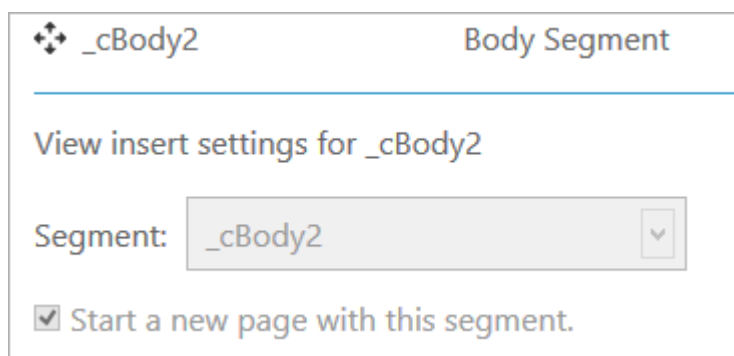 _cBody2 Body Segment
View insert settings for _cBody2
Segment: _cBody2
Start a new page with this segment.